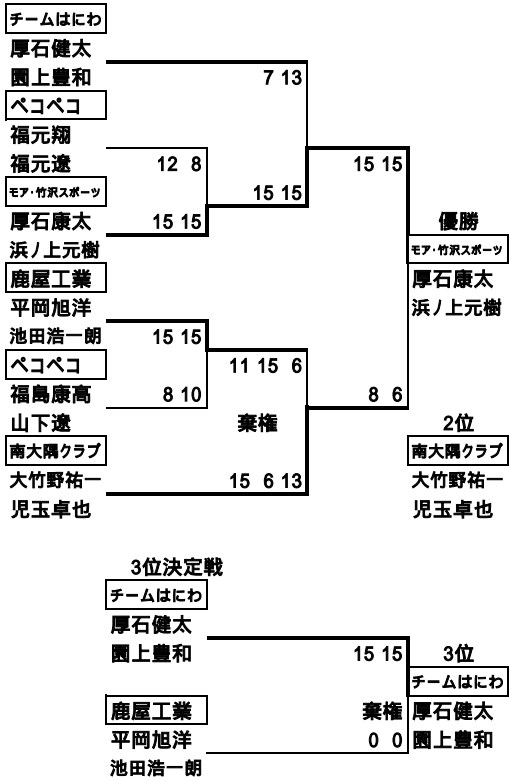 チームはにわ
厚石健太
園上豊和
7 13
ペコペコ
福元翔
福元遼
12 8
15 15
モア・竹沢スポーツ
15 15
厚石康太
15 15
優勝
浜ノ上元樹
モア・竹沢スポーツ
鹿屋工業
厚石康太
平岡旭洋
浜ノ上元樹
池田浩一朗
15 15
ペコペコ
11 15 6
福島康高
8 10
8 6
山下遼
棄権
2位
南大隅クラブ
南大隅クラブ
大竹野祐一
15 6 13
大竹野祐一
児玉卓也
児玉卓也
3位決定戦
チームはにわ
厚石健太
園上豊和
15 15
3位
チームはにわ
鹿屋工業
棄権
厚石健太
平岡旭洋
0 0
園上豊和
池田浩一朗